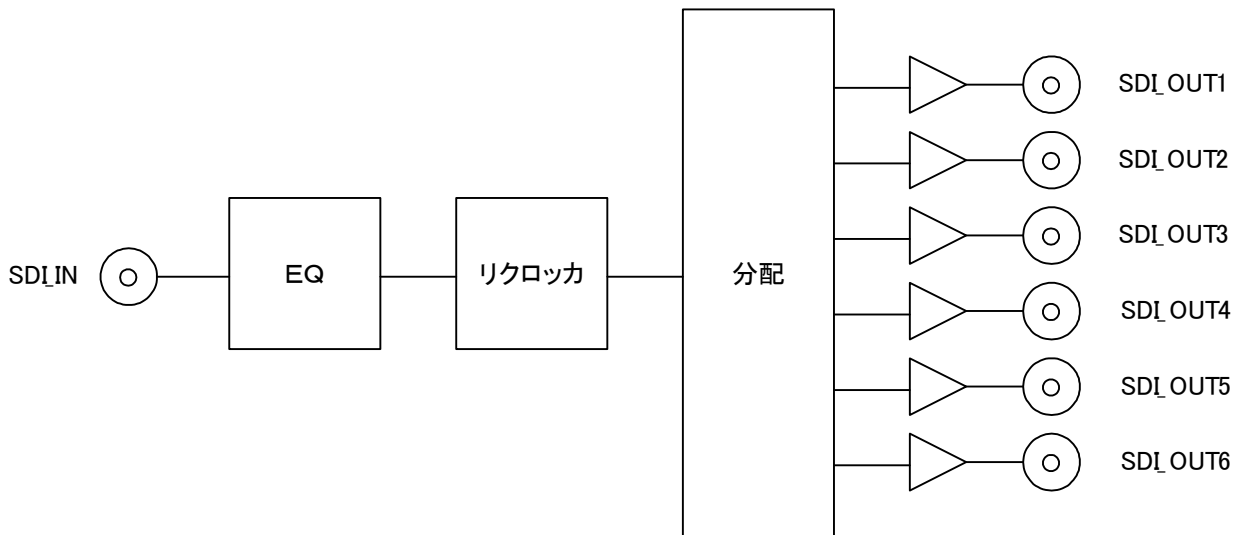 SDI_IN
EQ
リクロッカ
分配
SDI_OUT1
SDI_OUT2
SDI_OUT3
SDI_OUT4
SDI_OUT5
SDI_OUT6